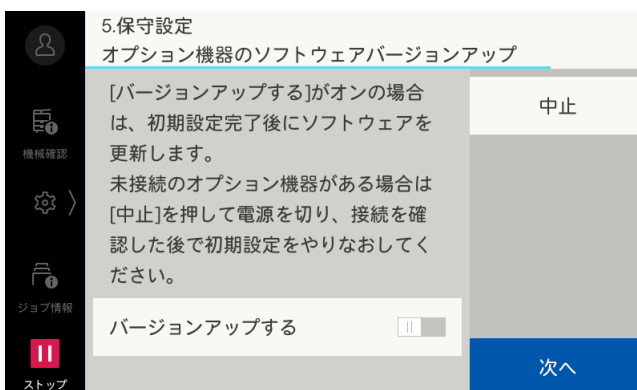 5.保守設定
オプション機器のソフトウェアバージョンアップ
[バージョンアップする]がオンの場合
は、初期設定完了後にソフトウェアを
更新します。
未接続のオプション機器がある場合は
[中止]を押して電源を切り、接続を確
認した後で初期設定をやりなおしてく
ださい。
バージョンアップする
中止
次へ
機械確認
ジョブ情報
ストップ